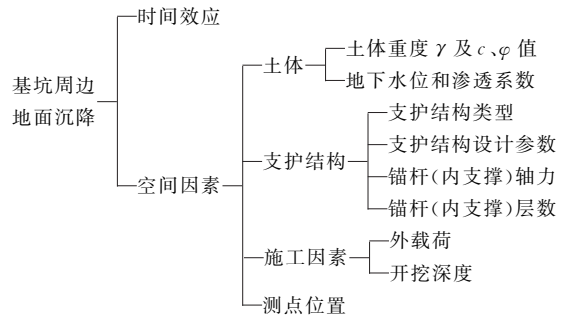 时间效应
基坑周边
地面沉降
空间因素
土体
土体重度 γ 及 c、φ 值
地下水位和渗透系数
支护结构
支护结构类型
支护结构设计参数
锚杆(内支撑)轴力
锚杆(内支撑)层数
施工因素
外载荷
开挖深度
测点位置